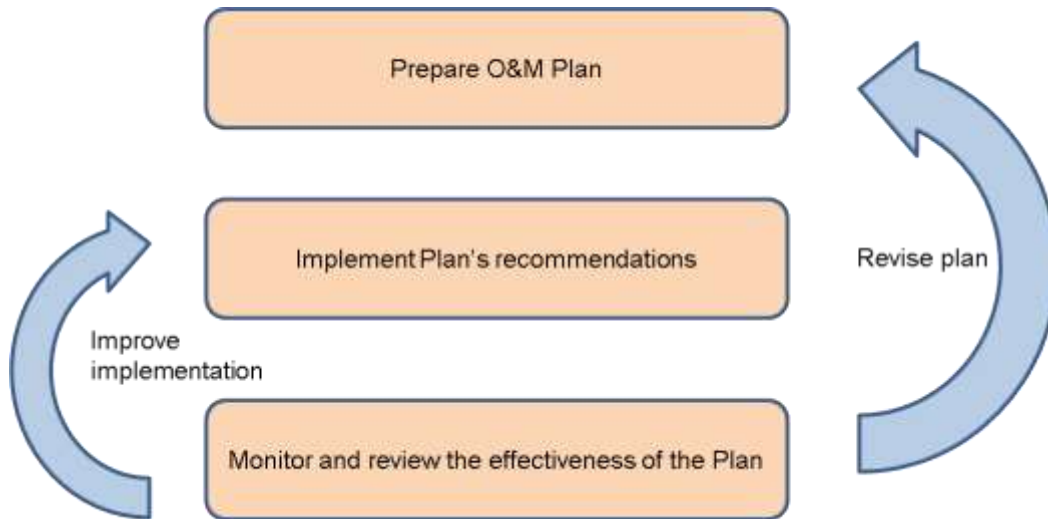 Prepare O&M Plan
Implement Plan's recommendations
Revise plan
Improve
implementation
Monitor and review the effectiveness of the Plan